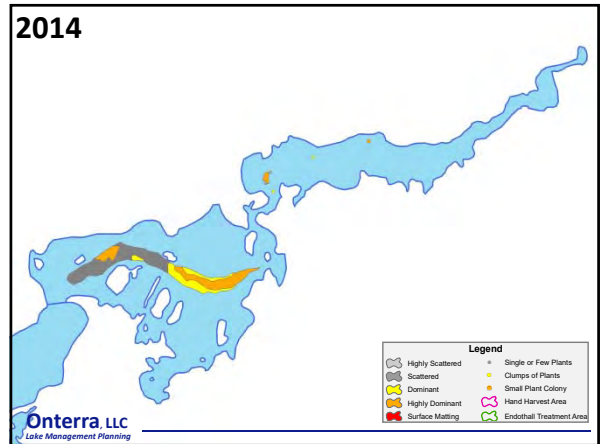 2014
Legend
Highly Scattered
Scattered
Dominant
Highly Dominant
Surface Matting
Single or Few Plants
Clumps of Plants
Small Plant Colony
Hand Harvest Area
Endothall Treatment Area
Onterra, LLC
Lake Management Planning